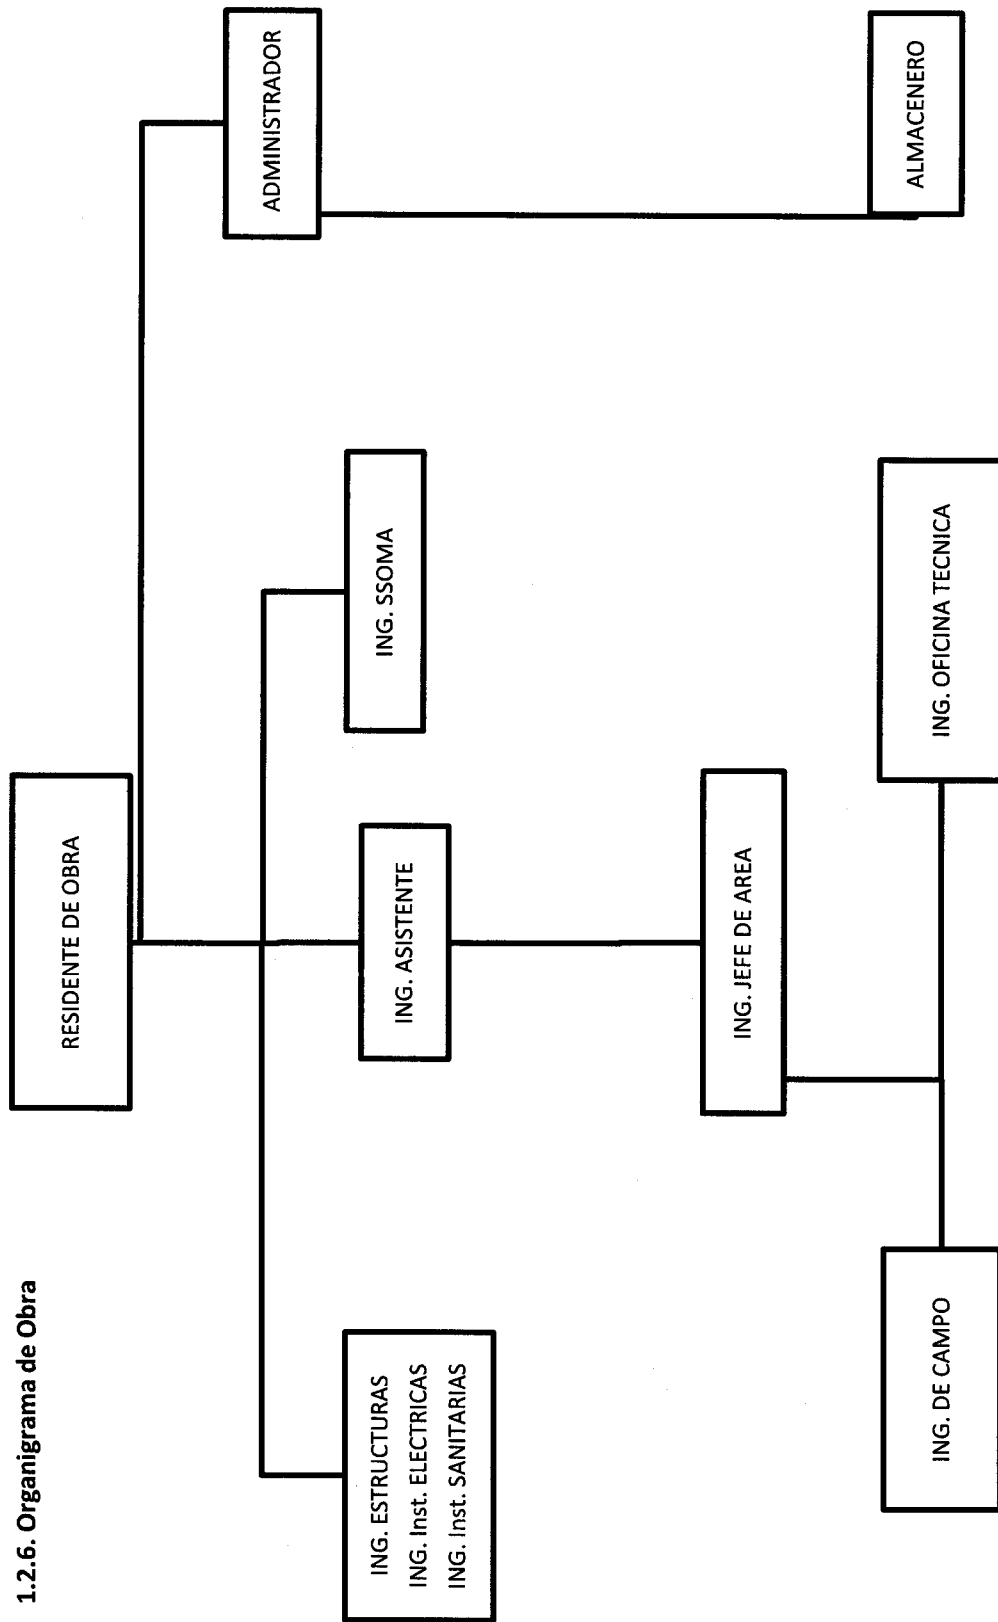 1.2.6. Organigrama de Obra
RESIDENTE DE OBRA
ADMINISTRADOR
ING. ESTRUCTURAS
ING. Inst. ELECTRICAS
ING. Inst. SANITARIAS
ING. ASISTENTE
ING. SSOMA
ING. JEFE DE AREA
ING. DE CAMPO
ING. OFICINA TECNICA
ALMACENERO